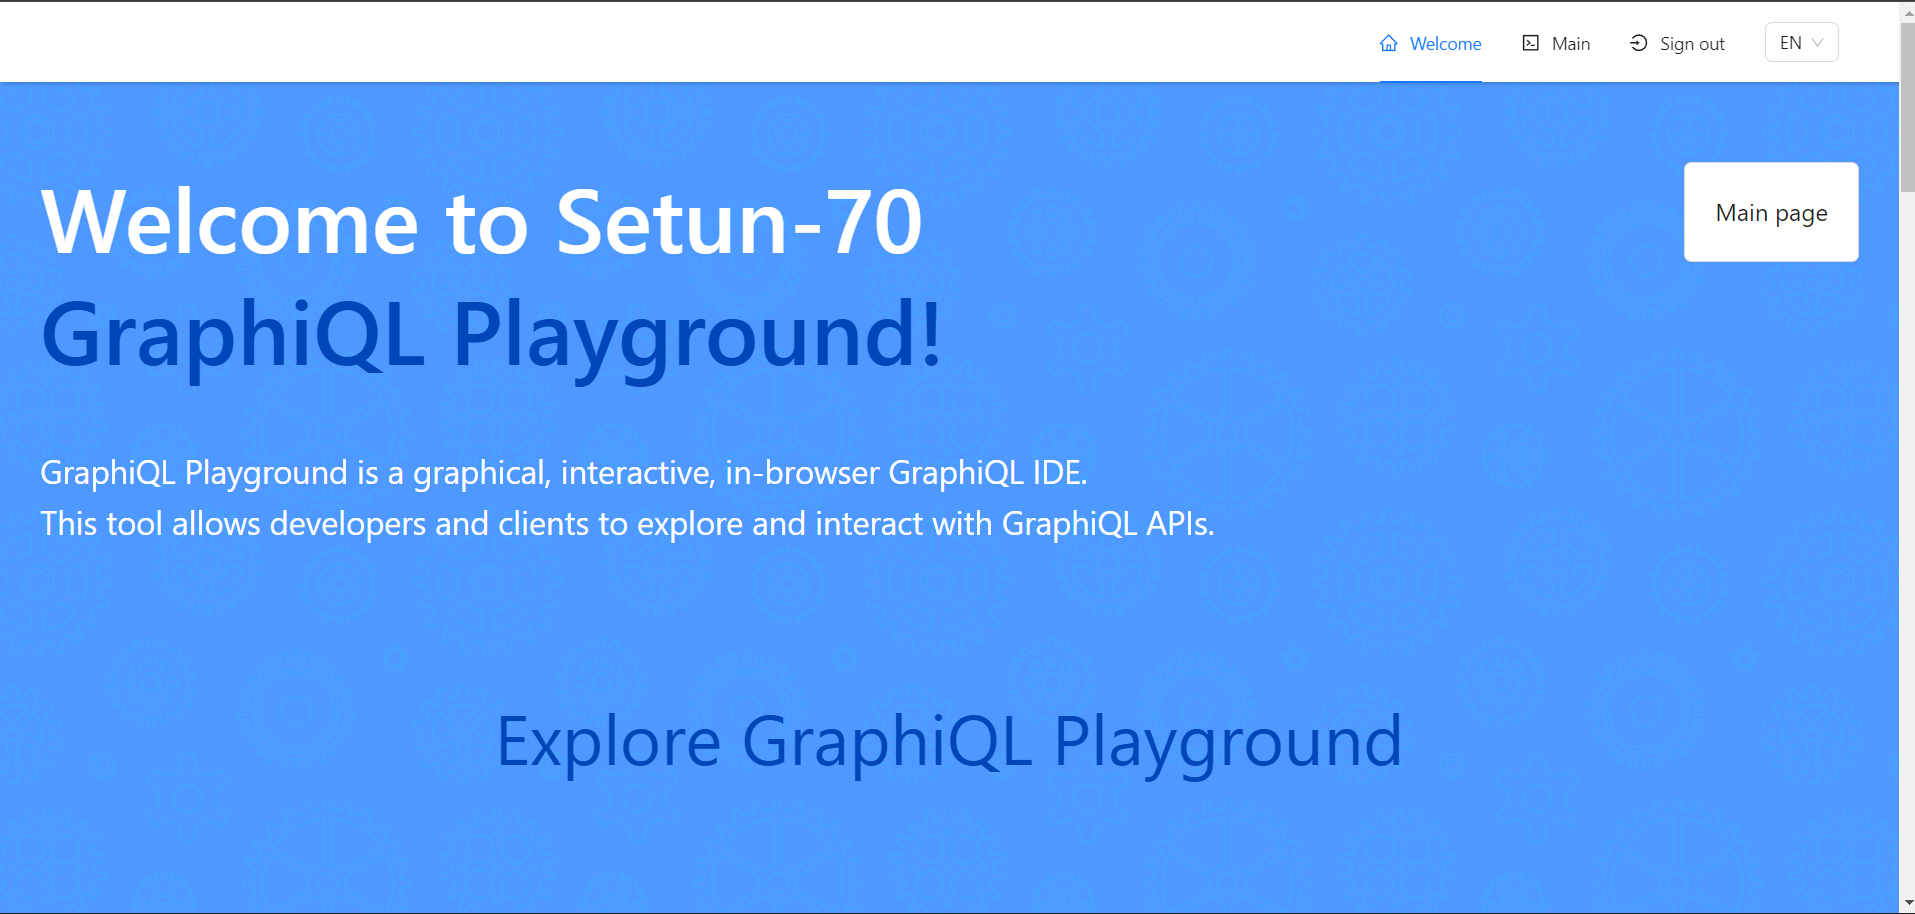 Welcome
Main
Sign out
EN
Welcome to Setun-70
GraphiQL Playground!
Main page
GraphiQL Playground is a graphical, interactive, in-browser GraphiQL IDE.
This tool allows developers and clients to explore and interact with GraphiQL APIs.
Explore GraphiQL Playground